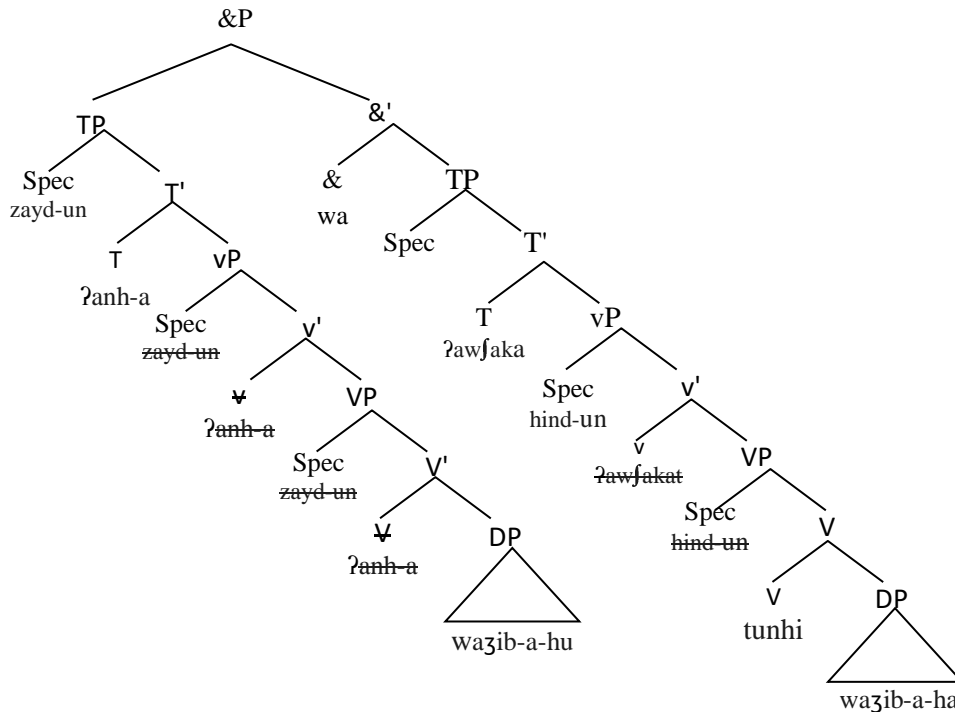 &P
TP &'
Spec & TP
zayd-un T' wa Spec T'
T vP
ʔanh-a Spec v' T vP
zayd-un ʔawʃaka Spec v'
v VP hind-un
ʔanh-a v VP
Spec V' ʔawʃakat
zayd-un Spec V
V DP hind-un
ʔanh-a V DP
waʒib-a-hu tunhi
waʒib-a-ha